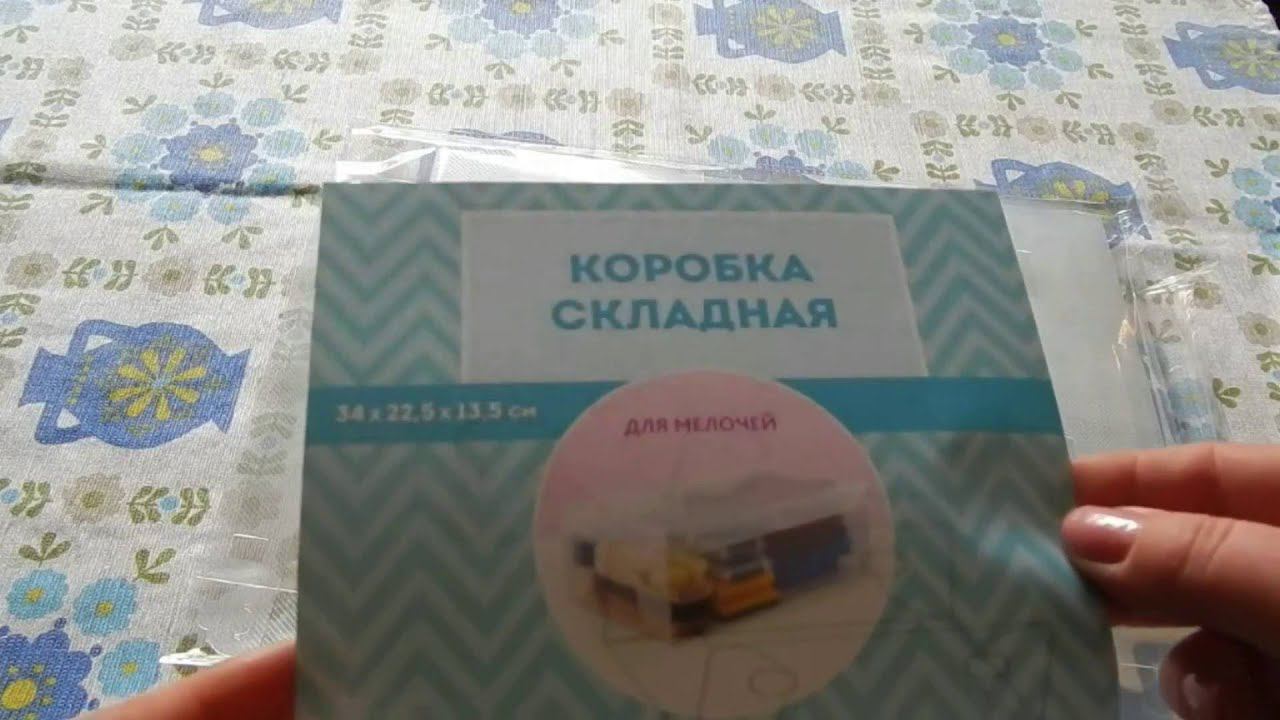 КОРОБКА
СКЛАДНАЯ
34 x 22,5 x 13,5 см
ДЛЯ МЕЛОЧЕЙ